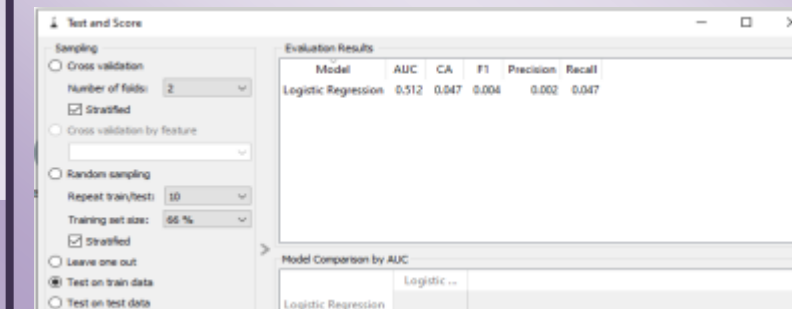 Test and Score
Sampling
Cross validation
Number of folds: 2
Stratified
Cross validation by feature
Random sampling
Repeat train/test: 10
Training set size: 66 %
Stratified
Leave one out
Test on train data
Test on test data
Evaluation Results
Model AUC CA F1 Precision Recall
Logistic Regression 0.512 0.047 0.004 0.002 0.047
Model Comparison by AUC
Logistic ...
Logistic Regression